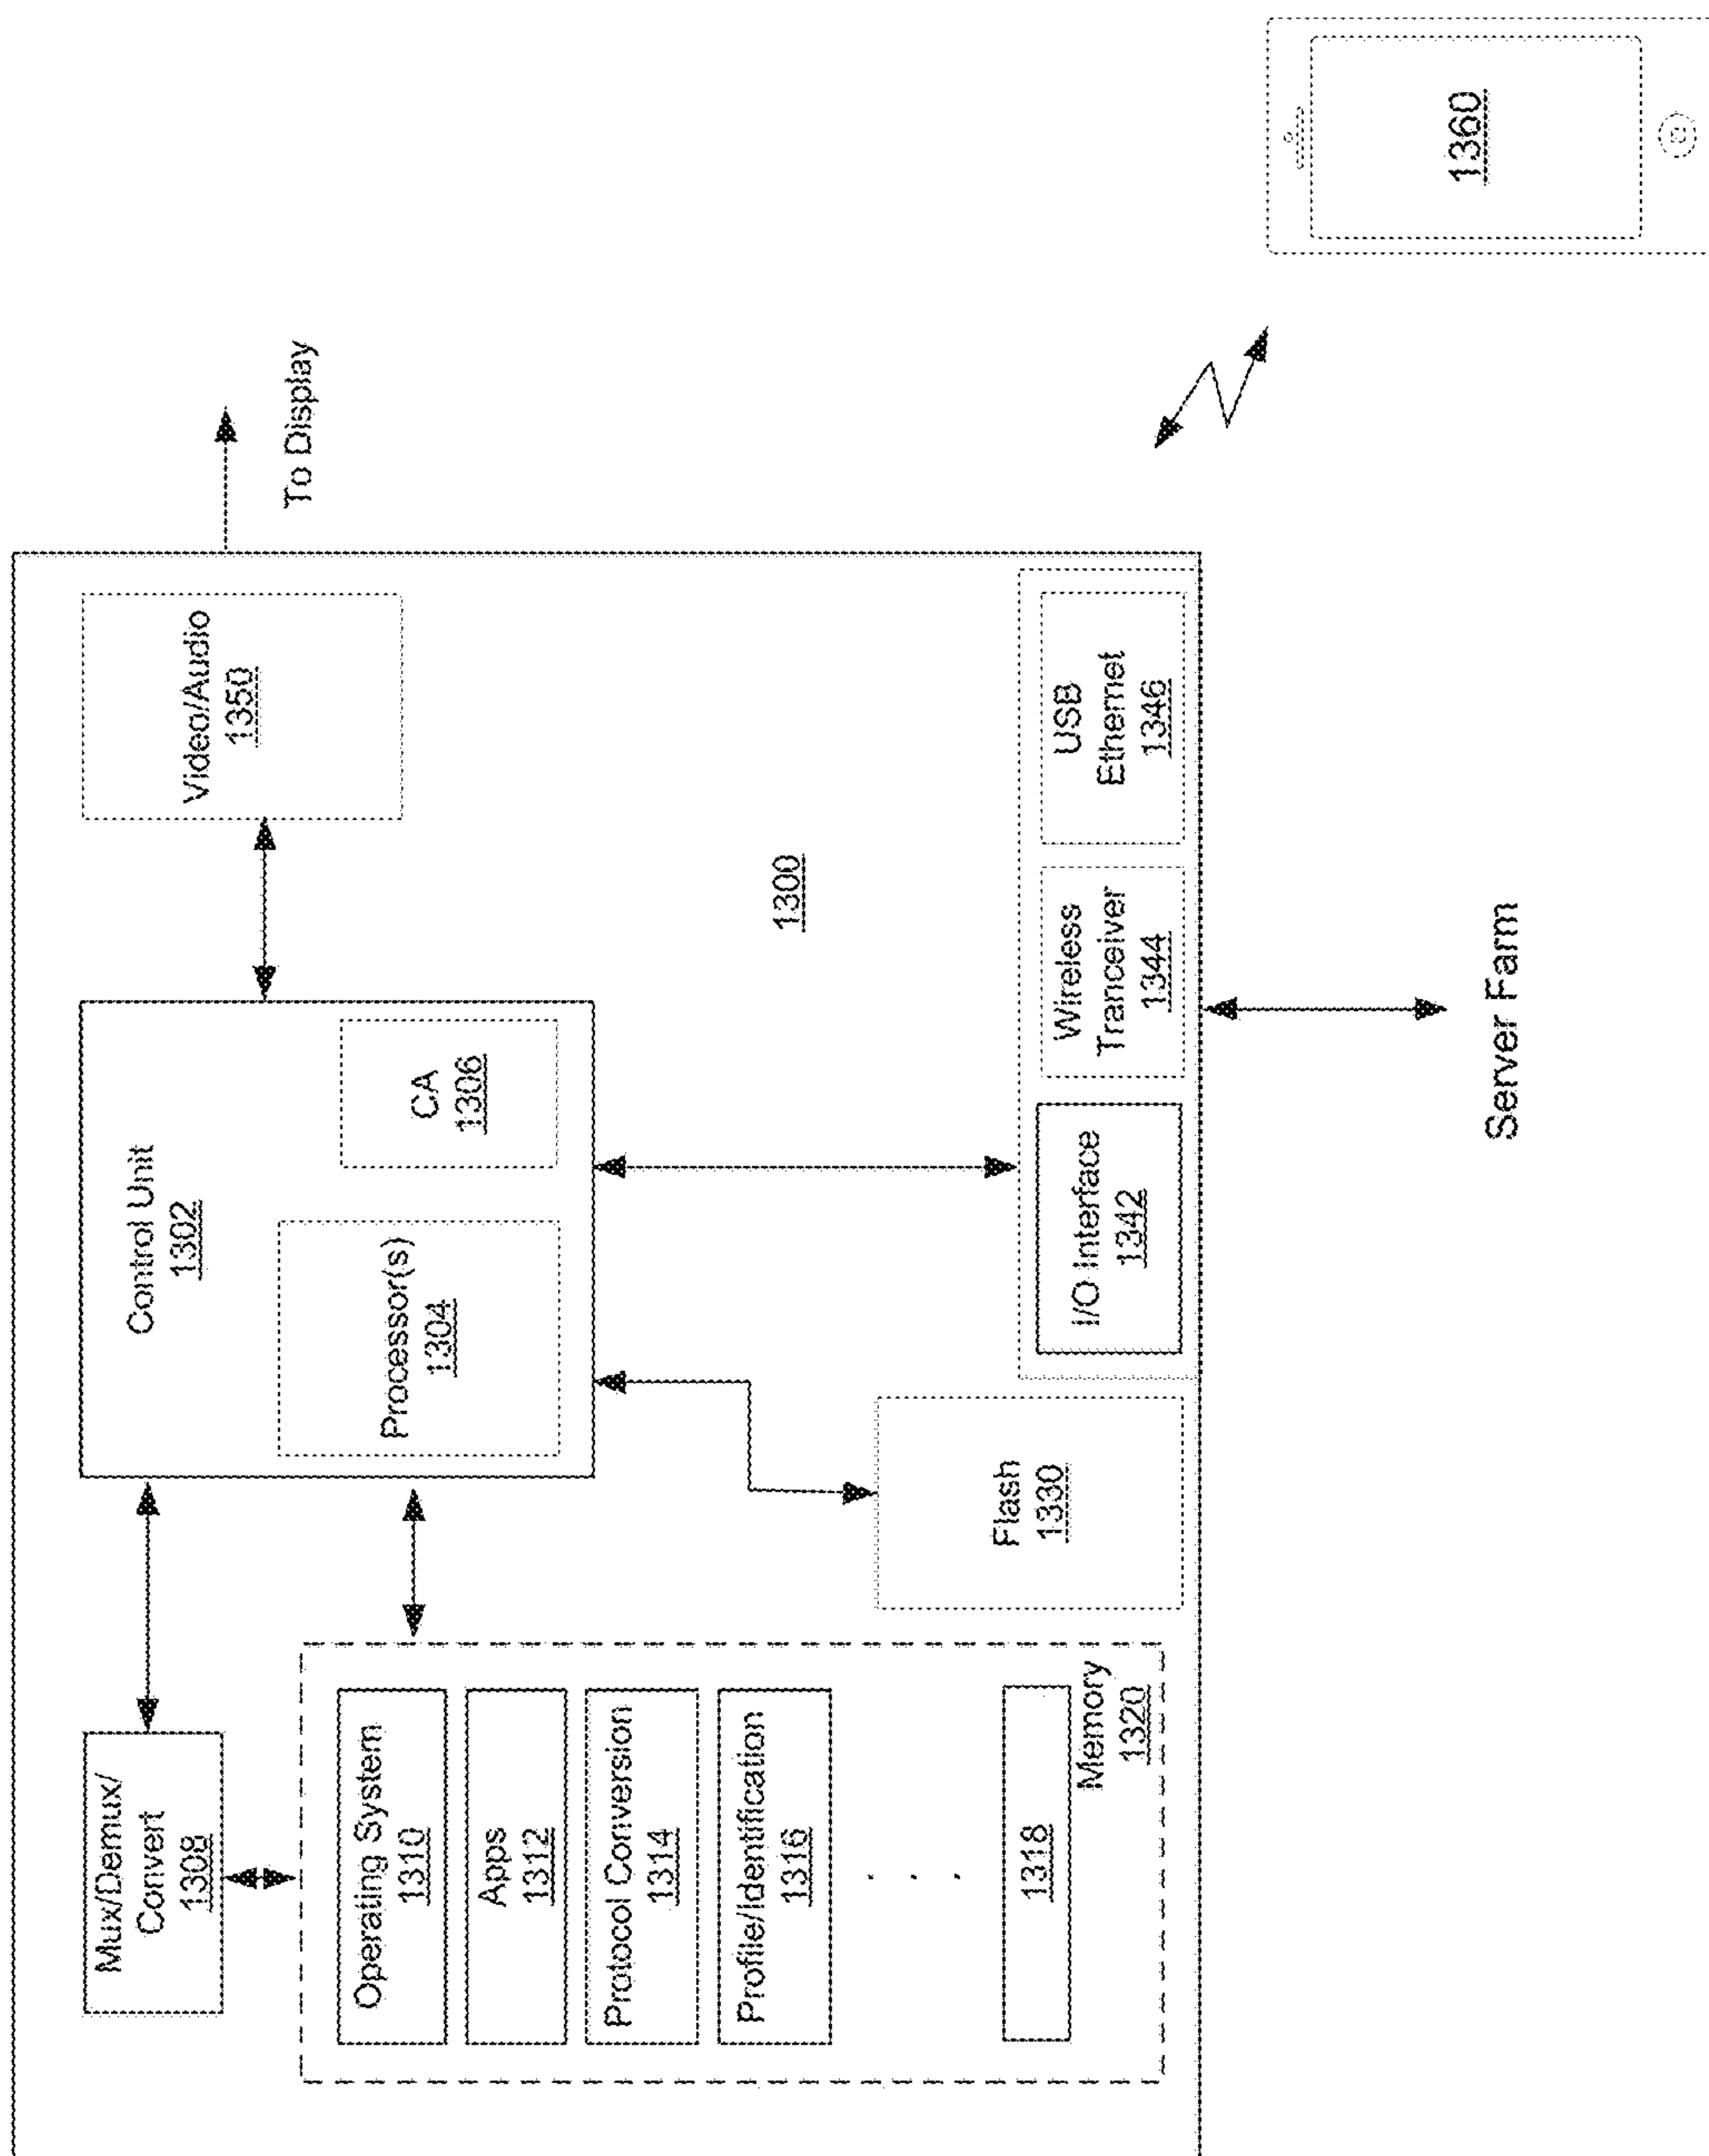 Mux/Demux/
Convert
1308
Control Unit
1302
Processor(s)
1304
CA
1306
Video/Audio
1350
To Display
Operating System
1310
Apps
1312
Protocol Conversion
1314
Profile/Identification
1316
. . .
1318
Memory
1320
Flash
1330
1300
I/O Interface
1342
Wireless
Tranceiver
1344
USB
Ethernet
1346
Server Farm
1360